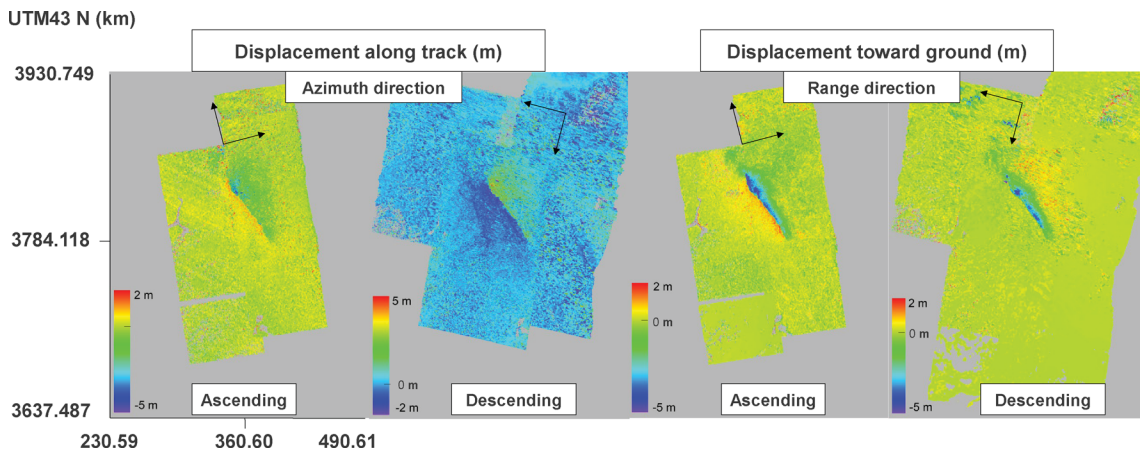 UTM43 N (km)
Displacement along track (m)
Displacement toward ground (m)
3930.749
Azimuth direction
Range direction
3784.118
2 m
-5 m
5 m
0 m
-2 m
2 m
0 m
-5 m
2 m
0 m
-5 m
Ascending
Descending
Ascending
Descending
3637.487
230.59
360.60
490.61